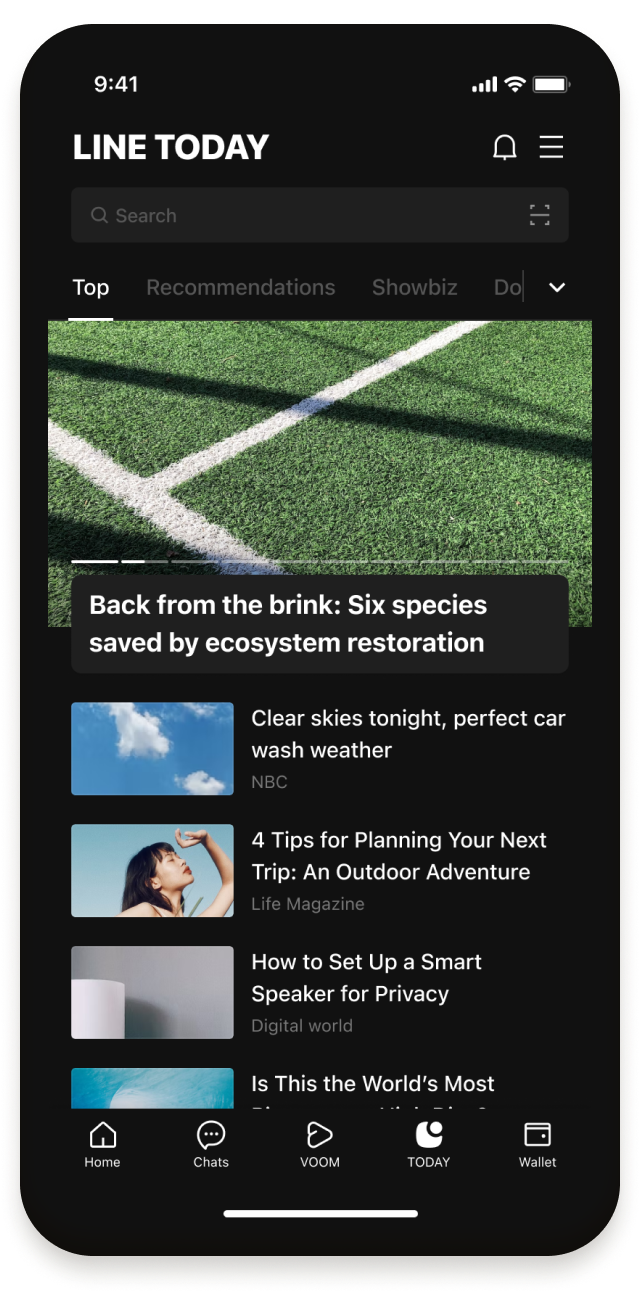 9:41
LINE TODAY
Search
Top Recommendations Showbiz Do
Back from the brink: Six species
saved by ecosystem restoration
Clear skies tonight, perfect car
wash weather
NBC
4 Tips for Planning Your Next
Trip: An Outdoor Adventure
Life Magazine
How to Set Up a Smart
Speaker for Privacy
Digital world
Is This the World’s Most
Home Chats VOOM TODAY Wallet